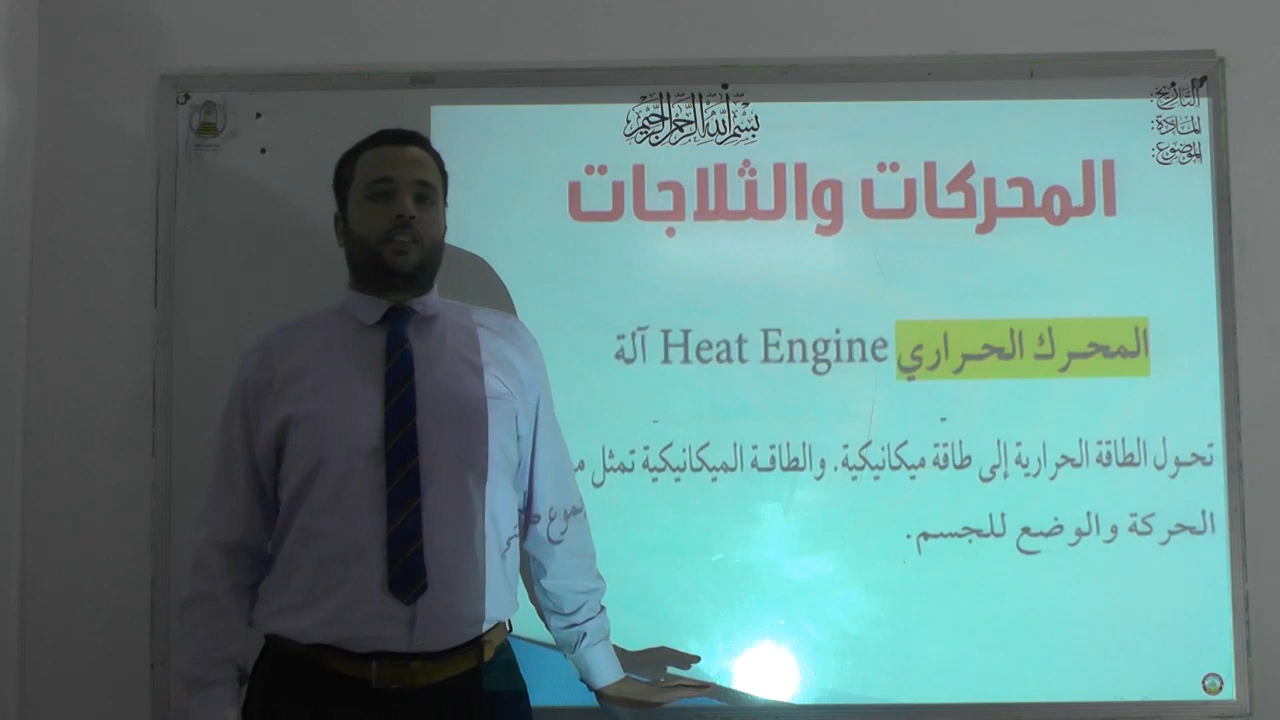 بسم الله الرحمن الرحيم
التاريخ:
المادة:
الموضوع:
المحركات والثلاجات
المحرك الحراري Heat Engine آلة
تحول الطاقة الحرارية إلى طاقة ميكانيكية. والطاقة الميكانيكية تمثل
الحركة والوضع للجسم.